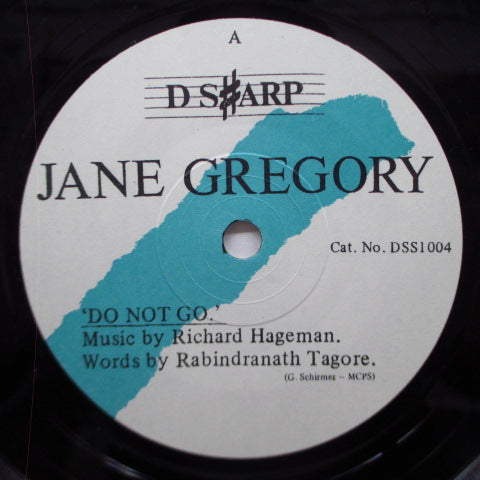 A
D S♯ARP
JANE GREGORY
Cat. No. DSS1004
'DO NOT GO.'
Music by Richard Hageman.
Words by Rabindranath Tagore.
(G. Schirmer - MCPS)